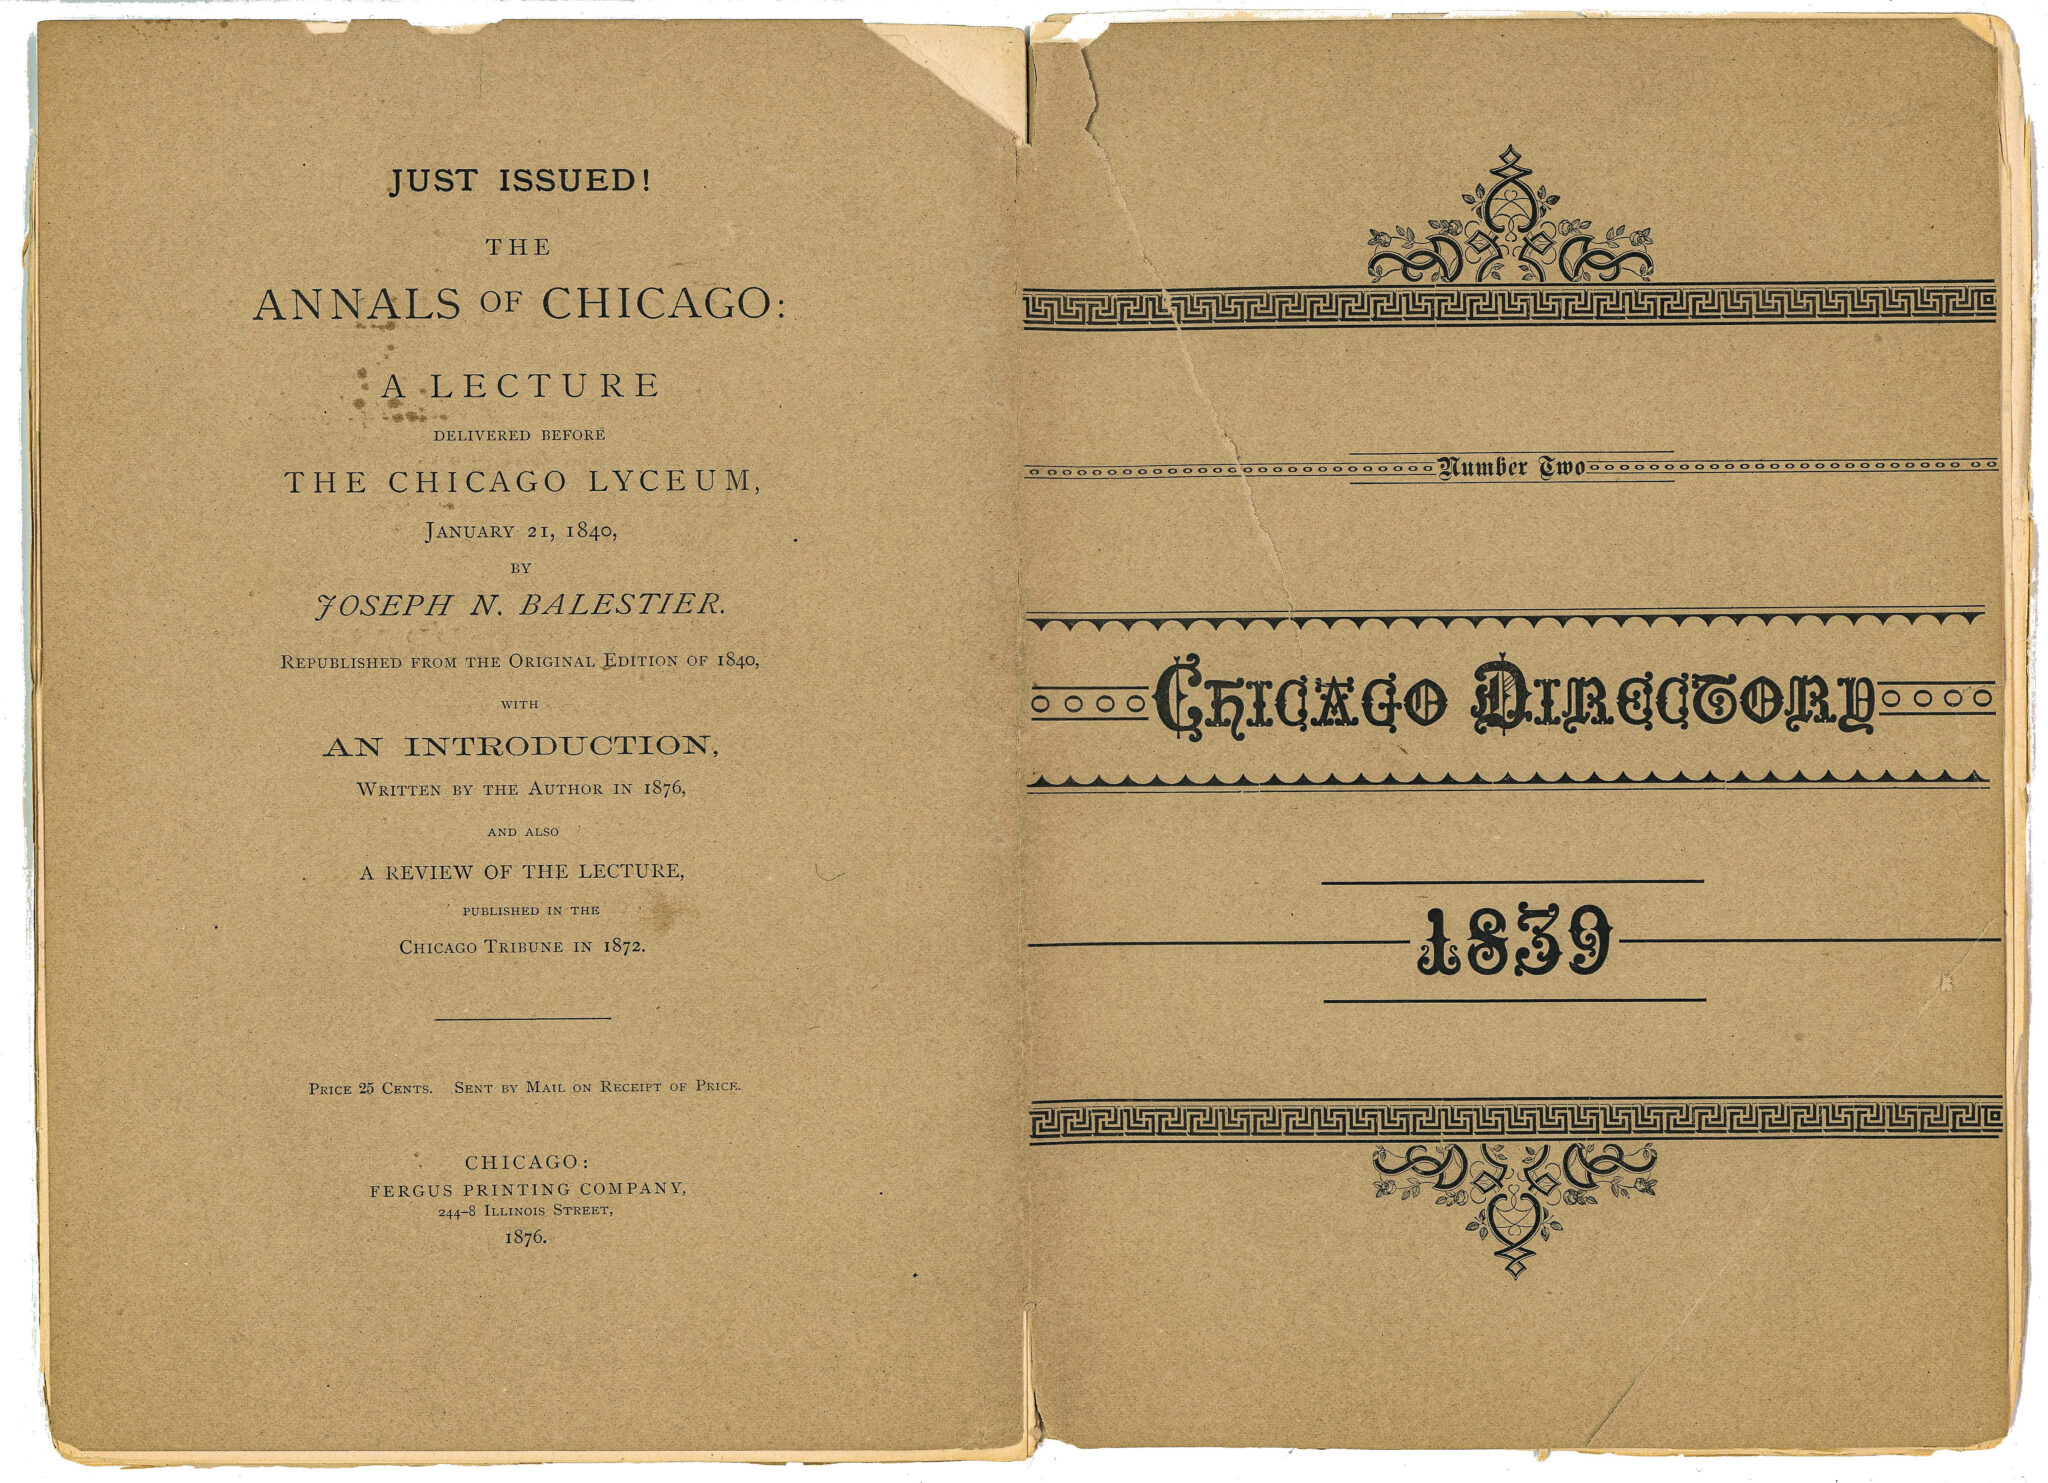 JUST ISSUED!
THE
ANNALS OF CHICAGO:
A LECTURE
DELIVERED BEFORE
THE CHICAGO LYCEUM,
JANUARY 21, 1840,
BY
JOSEPH N. BALESTIER.
REPUBLISHED FROM THE ORIGINAL EDITION OF 1840,
WITH
AN INTRODUCTION,
WRITTEN BY THE AUTHOR IN 1876,
AND ALSO
A REVIEW OF THE LECTURE,
PUBLISHED IN THE
CHICAGO TRIBUNE IN 1872.
PRICE 25 CENTS. SENT BY MAIL ON RECEIPT OF PRICE.
CHICAGO:
FERGUS PRINTING COMPANY,
244-8 ILLINOIS STREET,
1876.
Number Two
CHICAGO DIRECTORY
1839